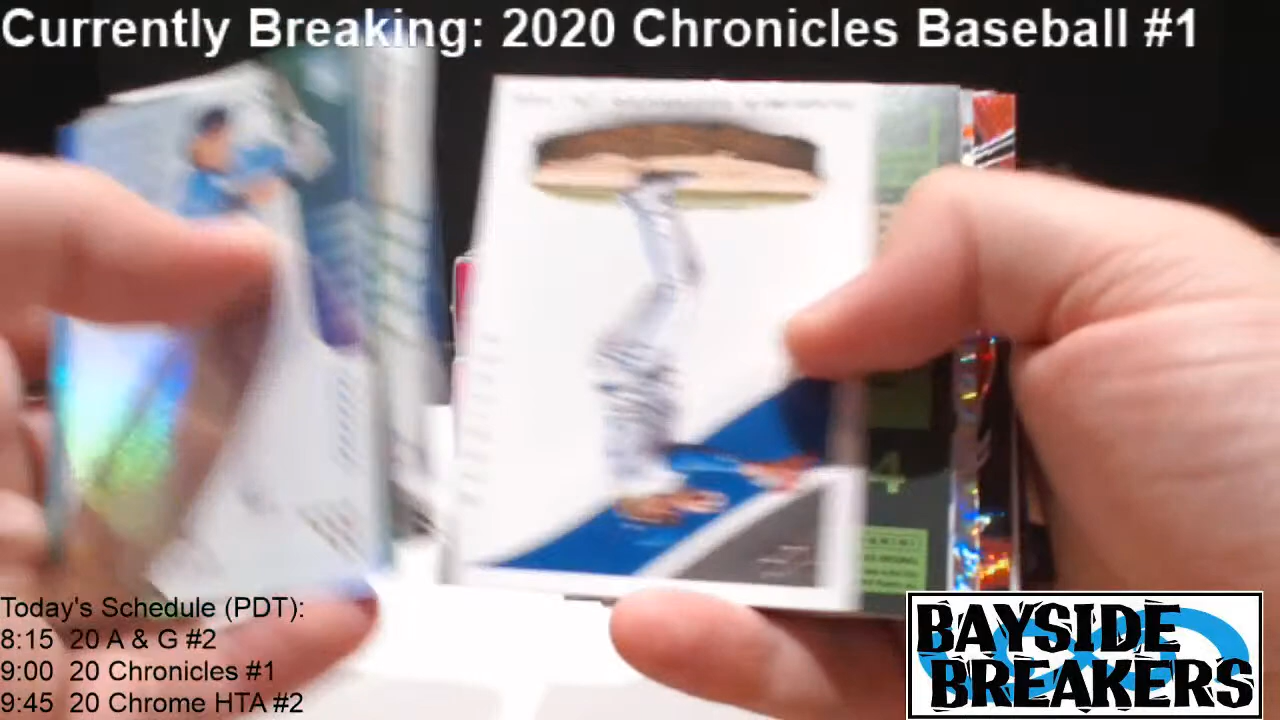 Currently Breaking: 2020 Chronicles Baseball #1
4
Today's Schedule (PDT):
8:15 20 A & G #2
9:00 20 Chronicles #1
9:45 20 Chrome HTA #2
BAYSIDE
BREAKERS